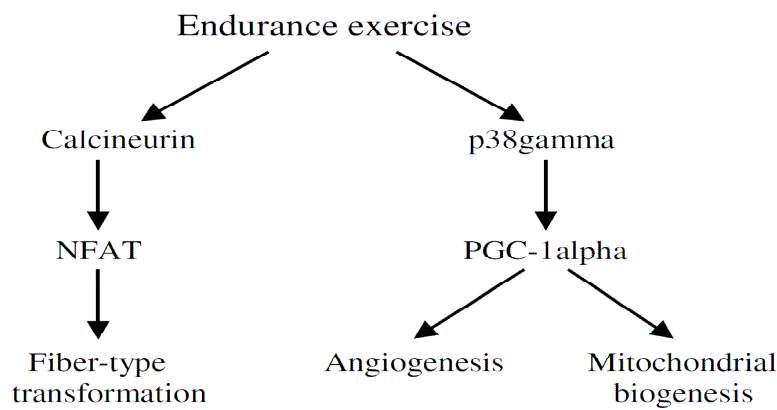 Endurance exercise
Calcineurin
p38gamma
NFAT
PGC-1alpha
Fiber-type
transformation
Angiogenesis
Mitochondrial
biogenesis